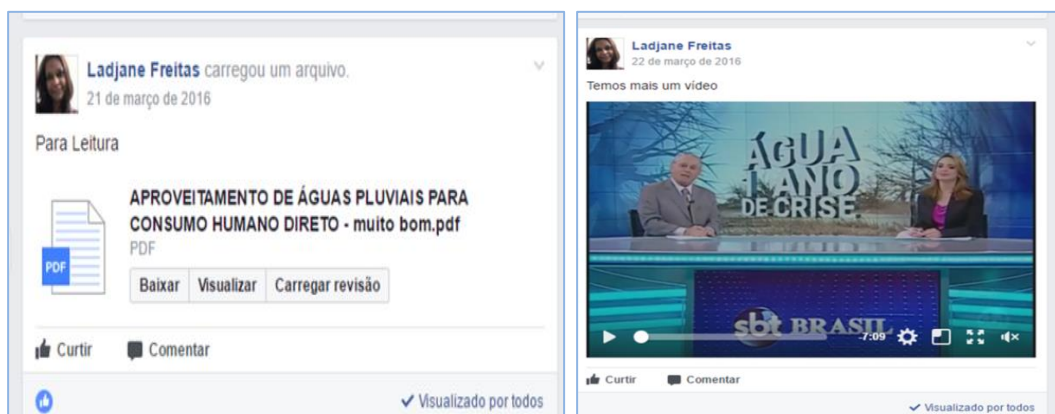 Ladjane Freitas carregou um arquivo.
21 de março de 2016
Para Leitura
APROVEITAMENTO DE ÁGUAS PLUVIAIS PARA
CONSUMO HUMANO DIRETO - muito bom.pdf
PDF
PDF
Baixar Visualizar Carregar revisão
Curtir Comentar
Visualizado por todos
Ladjane Freitas
22 de março de 2016
Temos mais um vídeo
ÁGUA
1 ANO
DE CRISE
sbt BRASIL
-7:09
Curtir Comentar
Visualizado por todos